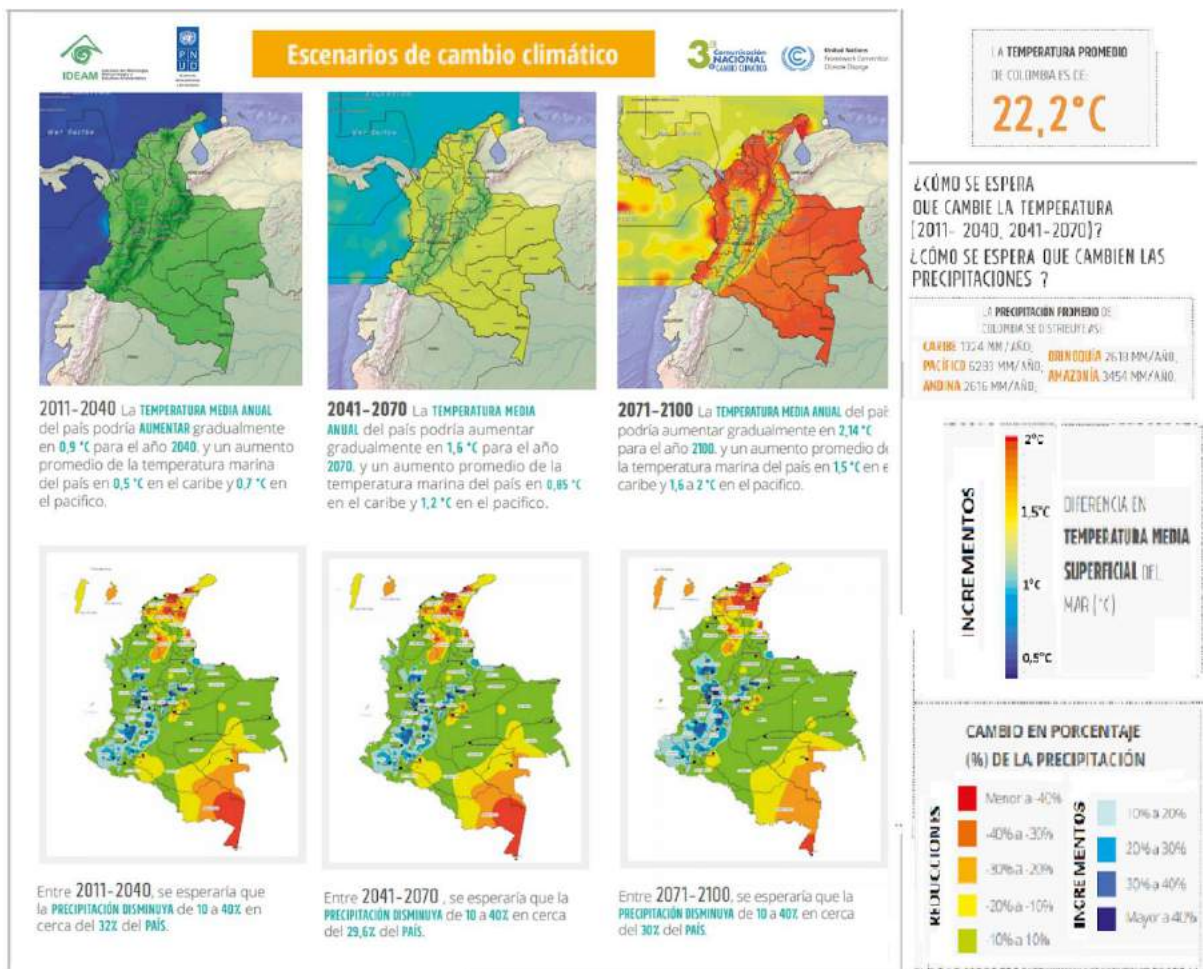 IDEAM
PNUD
Escenarios de cambio climático
3
Comunicación
NACIONAL
CAMBIO CLIMÁTICO
United Nations
Framework Convention
Climate Change
2011-2040 La TEMPERATURA MEDIA ANUAL
del país podría AUMENTAR gradualmente
en 0,9 °C para el año 2040, y un aumento
promedio de la temperatura marina
del país en 0,5 °C en el caribe y 0,7 °C en
el pacifico.
2041-2070 La TEMPERATURA MEDIA
ANUAL del país podría aumentar
gradualmente en 1,6 °C para el año
2070, y un aumento promedio de la
temperatura marina del país en 0,85 °C
en el caribe y 1,2 °C en el pacifico.
2071-2100 La TEMPERATURA MEDIA ANUAL del paí
podría aumentar gradualmente en 2,14 °C
para el año 2100, y un aumento promedio de
la temperatura marina del país en 1,5 °C en e
caribe y 1,6 a 2 °C en el pacifico.
Entre 2011-2040, se esperaría que
la PRECIPITACIÓN DISMINUYA de 10 a 40% en
cerca del 32% del PAÍS.
Entre 2041-2070 , se esperaría que la
PRECIPITACIÓN DISMINUYA de 10 a 40% en cerca
del 29,6% del PAÍS.
Entre 2071-2100, se esperaría que la
PRECIPITACIÓN DISMINUYA de 10 a 40% en cerca
del 30% del PAÍS.
LA TEMPERATURA PROMEDIO
DE COLOMBIA ES DE:
22,2°C
¿CÓMO SE ESPERA
QUE CAMBIE LA TEMPERATURA
(2011- 2040, 2041-2070)?
¿CÓMO SE ESPERA QUE CAMBIEN LAS
PRECIPITACIONES ?
LA PRECIPITACIÓN PROMEDIO DE
COLOMBIA SE DISTRIBUYE ASÍ:
CARIBE MM/AÑO,
PACÍFICO MM/AÑO,
ANDINA 2616 MM/AÑO,
ORINOQUÍA MM/AÑO,
AMAZONÍA 3454 MM/AÑO.
INCREMENTOS
2°C
1,5°C
1°C
0,5°C
DIFERENCIA EN
TEMPERATURA MEDIA
SUPERFICIAL DEL
MAR (°C)
CAMBIO EN PORCENTAJE
(%) DE LA PRECIPITACIÓN
REDUCCIONES
Menor a -40%
-40% a -30%
-30% a -20%
-20% a -10%
-10% a 10%
INCREMENTOS
10% a 20%
20% a 30%
30% a 40%
Mayor a 40%